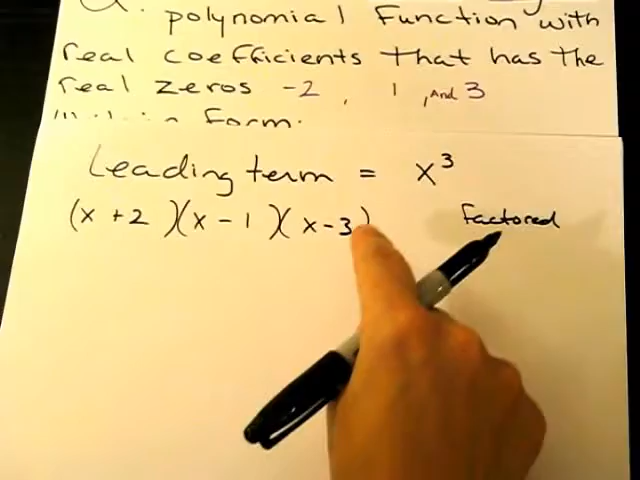 polynomial Function with
real coefficients that has the
real zeros -2, 1, and 3
form.
Leading term = x³
(x + 2)(x - 1)(x - 3)
factored